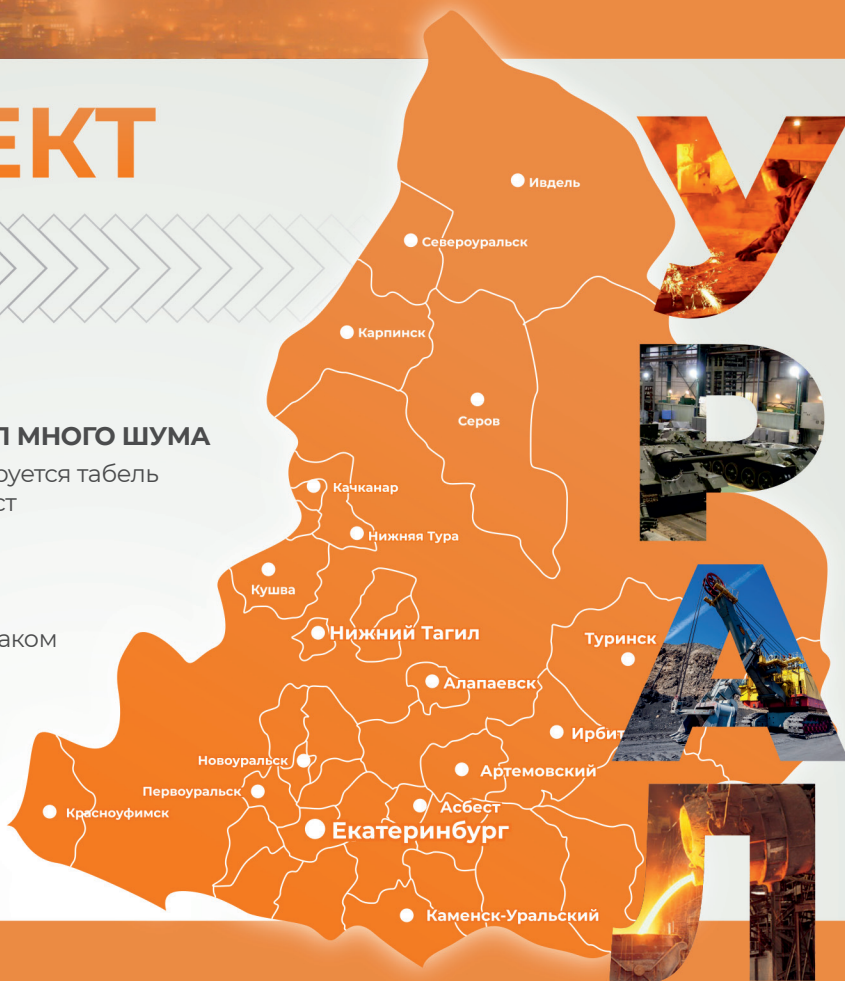 ЕКТ
Ивдель
Североуральск
Карпинск
Серов
Л МНОГО ШУМА
руется табель
ст
Качканар
Нижняя Тура
Кушва
Нижний Тагил
аком
Туринск
Алапаевск
Ирбит
Новоуральск
Артемовский
Первоуральск
Асбест
Красноуфимск
Екатеринбург
Каменск-Уральский
У
Р
А
Л